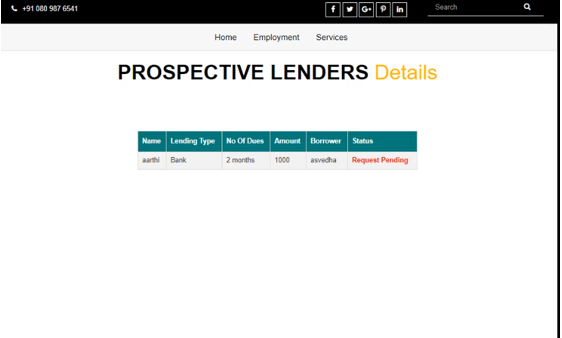 +91 080 987 6541 Search
Home Employment Services
PROSPECTIVE LENDERS Details
Name Lending Type No Of Dues Amount Borrower Status
aarthi Bank 2 months 1000 asvedha Request Pending